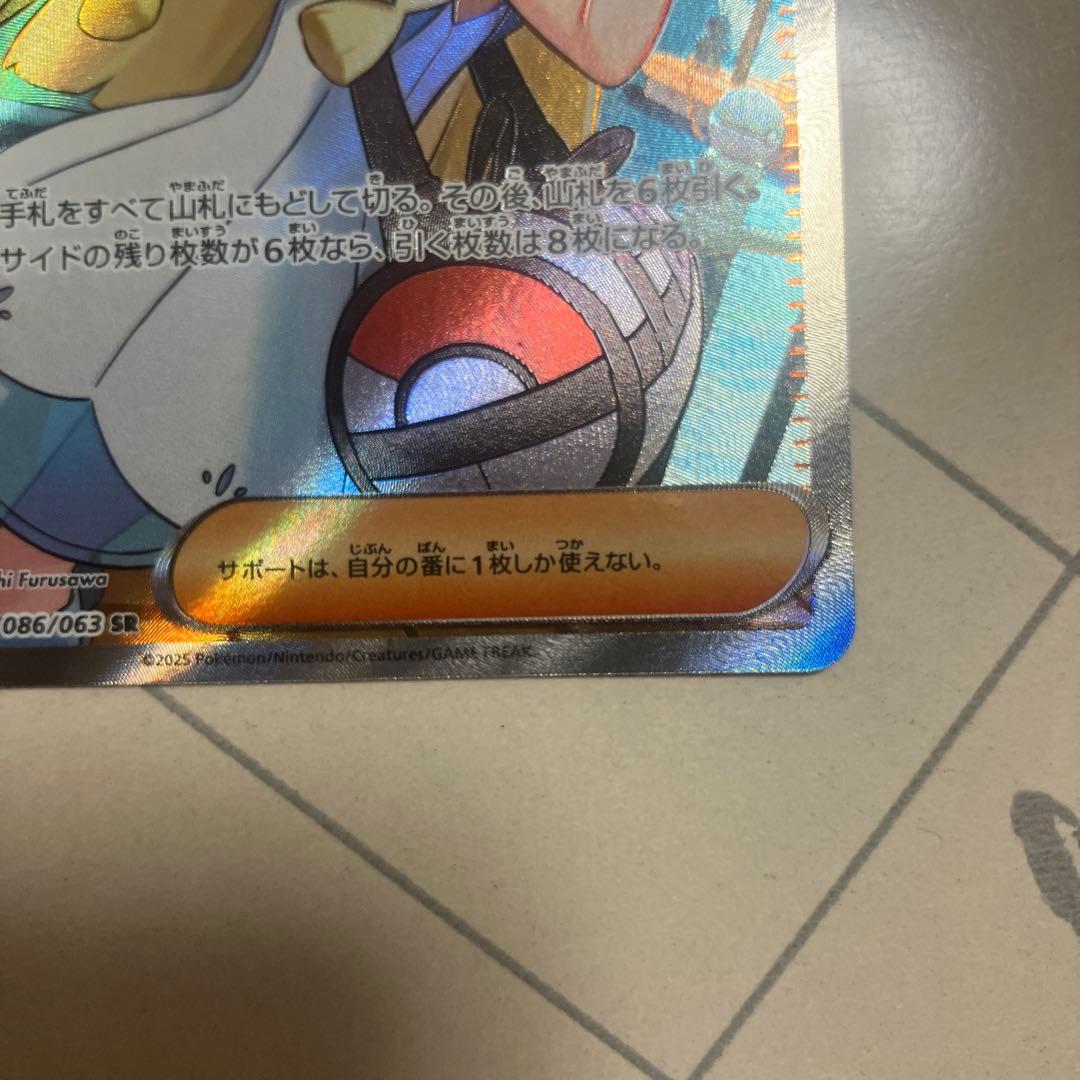 手札をすべて山札にもどして切る。その後、山札を6枚引く。
サイドの残り枚数が6枚なら、引く枚数は8枚になる。
サポートは、自分の番に1枚しか使えない。
hi Furusawa
086/063 SR
©2025 Pokémon/Nintendo/Creatures/GAME FREAK.